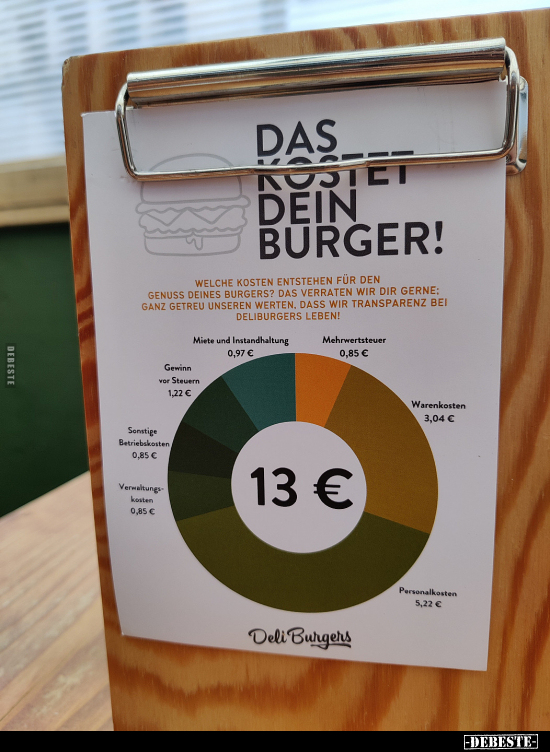 DAS
KOSTET
DEIN
BURGER!
WELCHE KOSTEN ENTSTEHEN FÜR DEN
GENUSS DEINES BURGERS? DAS VERRATEN WIR DIR GERNE;
GANZ GETREU UNSEREN WERTEN, DASS WIR TRANSPARENZ BEI
DELIBURGERS LEBEN!
Miete und Instandhaltung
0,97 €
Mehrwertsteuer
0,85 €
Gewinn
vor Steuern
1,22 €
Warenkosten
3,04 €
Sonstige
Betriebskosten
0,85 €
13 €
Verwaltungs-
kosten
0,85 €
Personalkosten
5,22 €
Deli Burgers
DEBESTE
-DEBESTE-